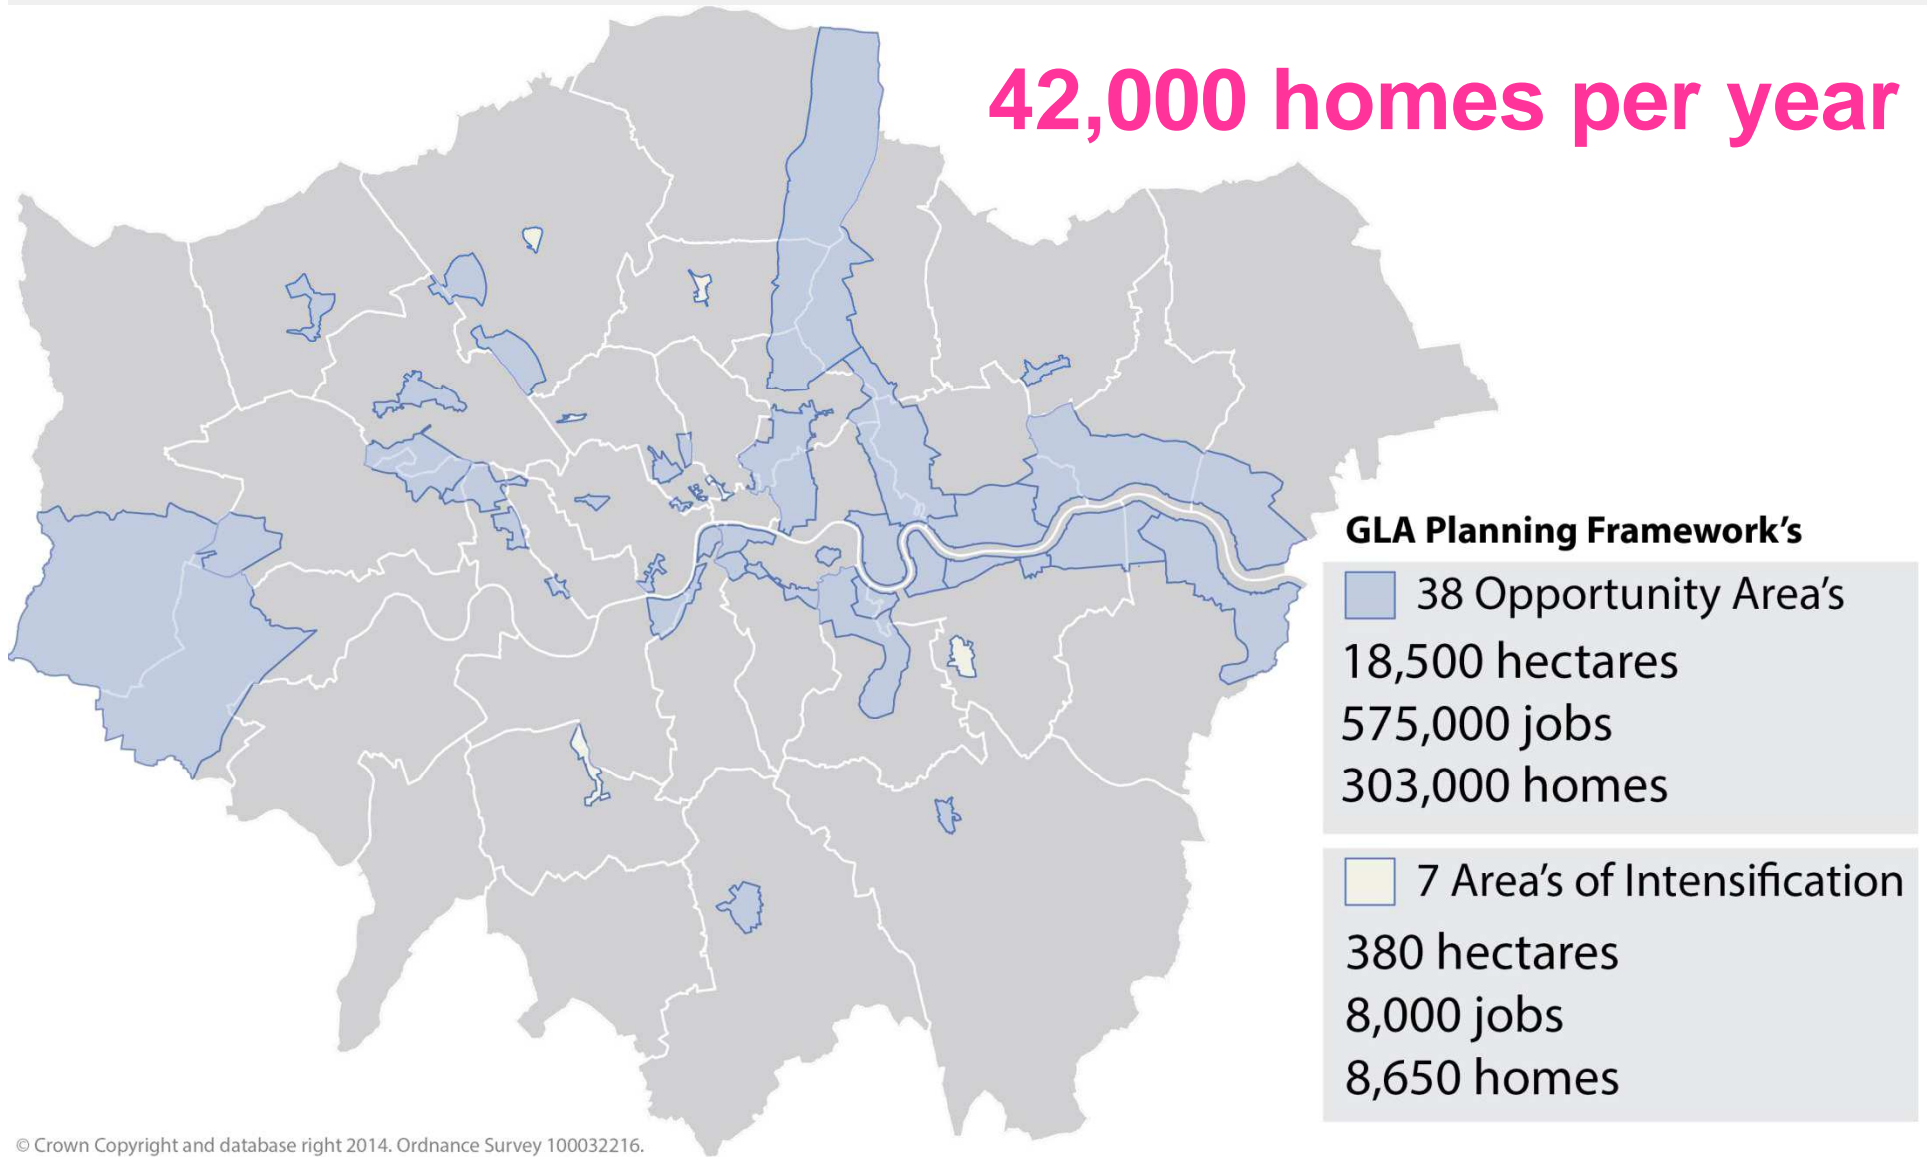 42,000 homes per year
GLA Planning Framework's
38 Opportunity Area's
18,500 hectares
575,000 jobs
303,000 homes
7 Area's of Intensification
380 hectares
8,000 jobs
8,650 homes
© Crown Copyright and database right 2014. Ordnance Survey 100032216.